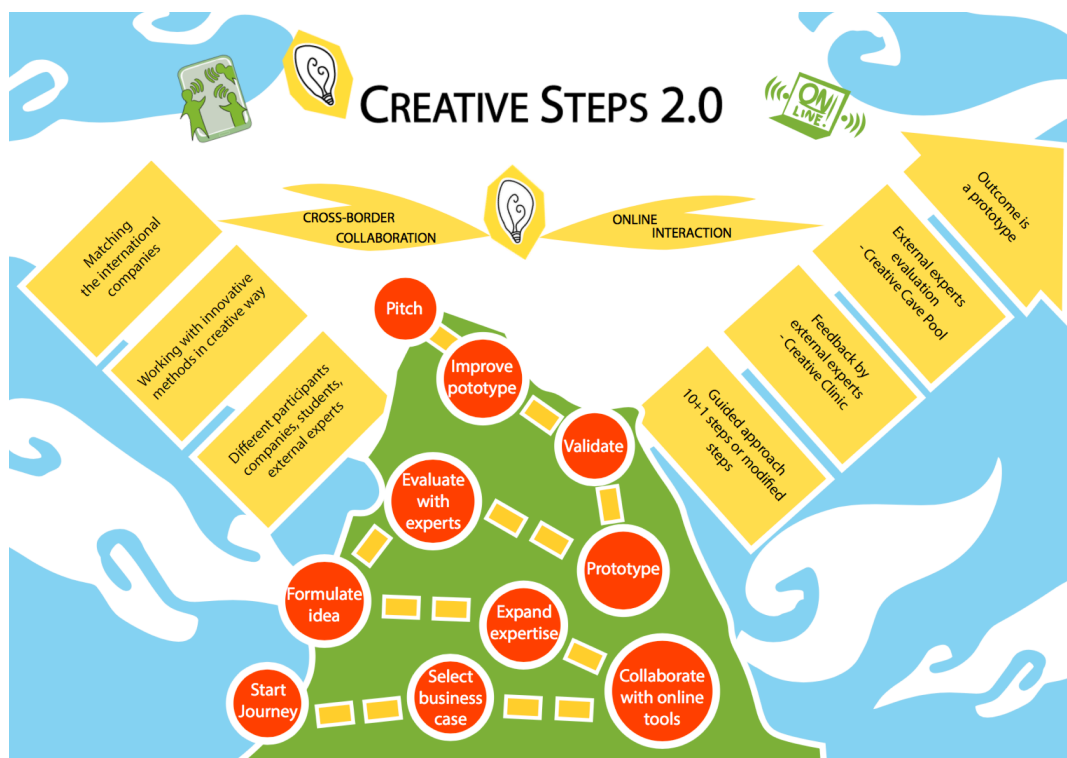 CREATIVE STEPS 2.0
ON
LINE!
CROSS-BORDER
COLLABORATION
ONLINE
INTERACTION
Matching
the international
companies
Working with innovative
methods in creative way
Different participants
companies, students,
external experts
Guided approach
10+1 steps or modified
steps
Feedback by
external experts
- Creative Clinic
External experts
evaluation
- Creative Cave Pool
Outcome is
a prototype
Pitch
Improve
pototype
Validate
Evaluate
with
experts
Prototype
Formulate
idea
Expand
expertise
Start
Journey
Select
business
case
Collaborate
with online
tools